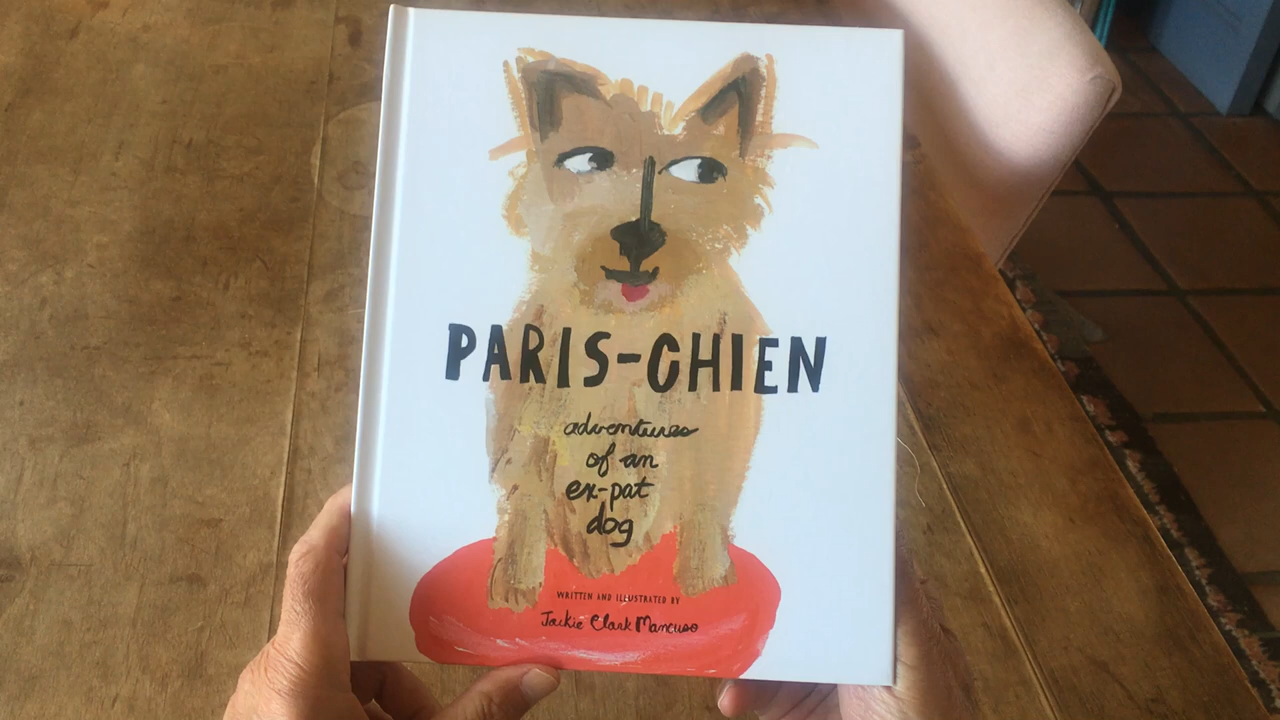 PARIS-CHIEN
adventures
of an
ex-pat
dog
WRITTEN AND ILLUSTRATED BY
Jackie Clark Mancuso